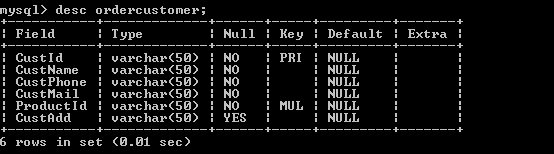 mysql> desc ordercustomer;
+-----------+-------------+------+-----+---------+-------+
| Field | Type | Null | Key | Default | Extra |
+-----------+-------------+------+-----+---------+-------+
| CustId | varchar(50) | NO | PRI | NULL | |
| CustName | varchar(50) | NO | | NULL | |
| CustPhone | varchar(50) | NO | | NULL | |
| CustMail | varchar(50) | NO | | NULL | |
| ProductId | varchar(50) | NO | MUL | NULL | |
| CustAdd | varchar(50) | YES | | NULL | |
+-----------+-------------+------+-----+---------+-------+
6 rows in set (0.01 sec)